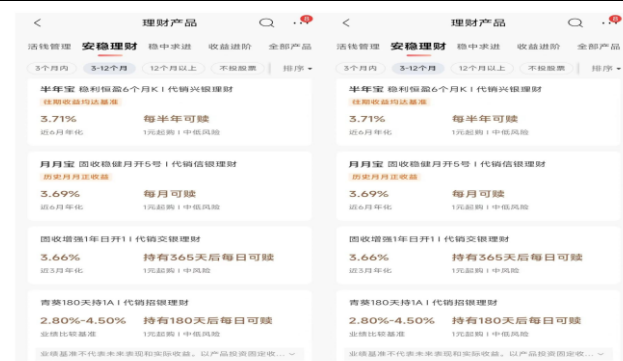 理财产品
活钱管理 安稳理财 稳中求进 收益进阶 全部产品
3个月内 3-12个月 12个月以上 不投股票 排序
半年宝 稳利恒盈6个月K | 代销兴银理财
往期收益均达基准
3.71% 每半年可赎
近6月年化 1元起购 | 中低风险
月月宝 固收稳健月开5号 | 代销信银理财
历史月月正收益
3.69% 每月可赎
近6月年化 1元起购 | 中低风险
固收增强1年日开1 | 代销交银理财
3.66% 持有365天后每日可赎
近3月年化 1元起购 | 中低风险
青葵180天持1A | 代销招银理财
2.80%-4.50% 持有180天后每日可赎
业绩比较基准 1元起购 | 中低风险
业绩基准不代表未来表现和实际收益。以产品投资固定收...
理财产品
活钱管理 安稳理财 稳中求进 收益进阶 全部产品
3个月内 3-12个月 12个月以上 不投股票 排序
半年宝 稳利恒盈6个月K | 代销兴银理财
往期收益均达基准
3.71% 每半年可赎
近6月年化 1元起购 | 中低风险
月月宝 固收稳健月开5号 | 代销信银理财
历史月月正收益
3.69% 每月可赎
近6月年化 1元起购 | 中低风险
固收增强1年日开1 | 代销交银理财
3.66% 持有365天后每日可赎
近3月年化 1元起购 | 中低风险
青葵180天持1A | 代销招银理财
2.80%-4.50% 持有180天后每日可赎
业绩比较基准 1元起购 | 中低风险
业绩基准不代表未来表现和实际收益。以产品投资固定收...